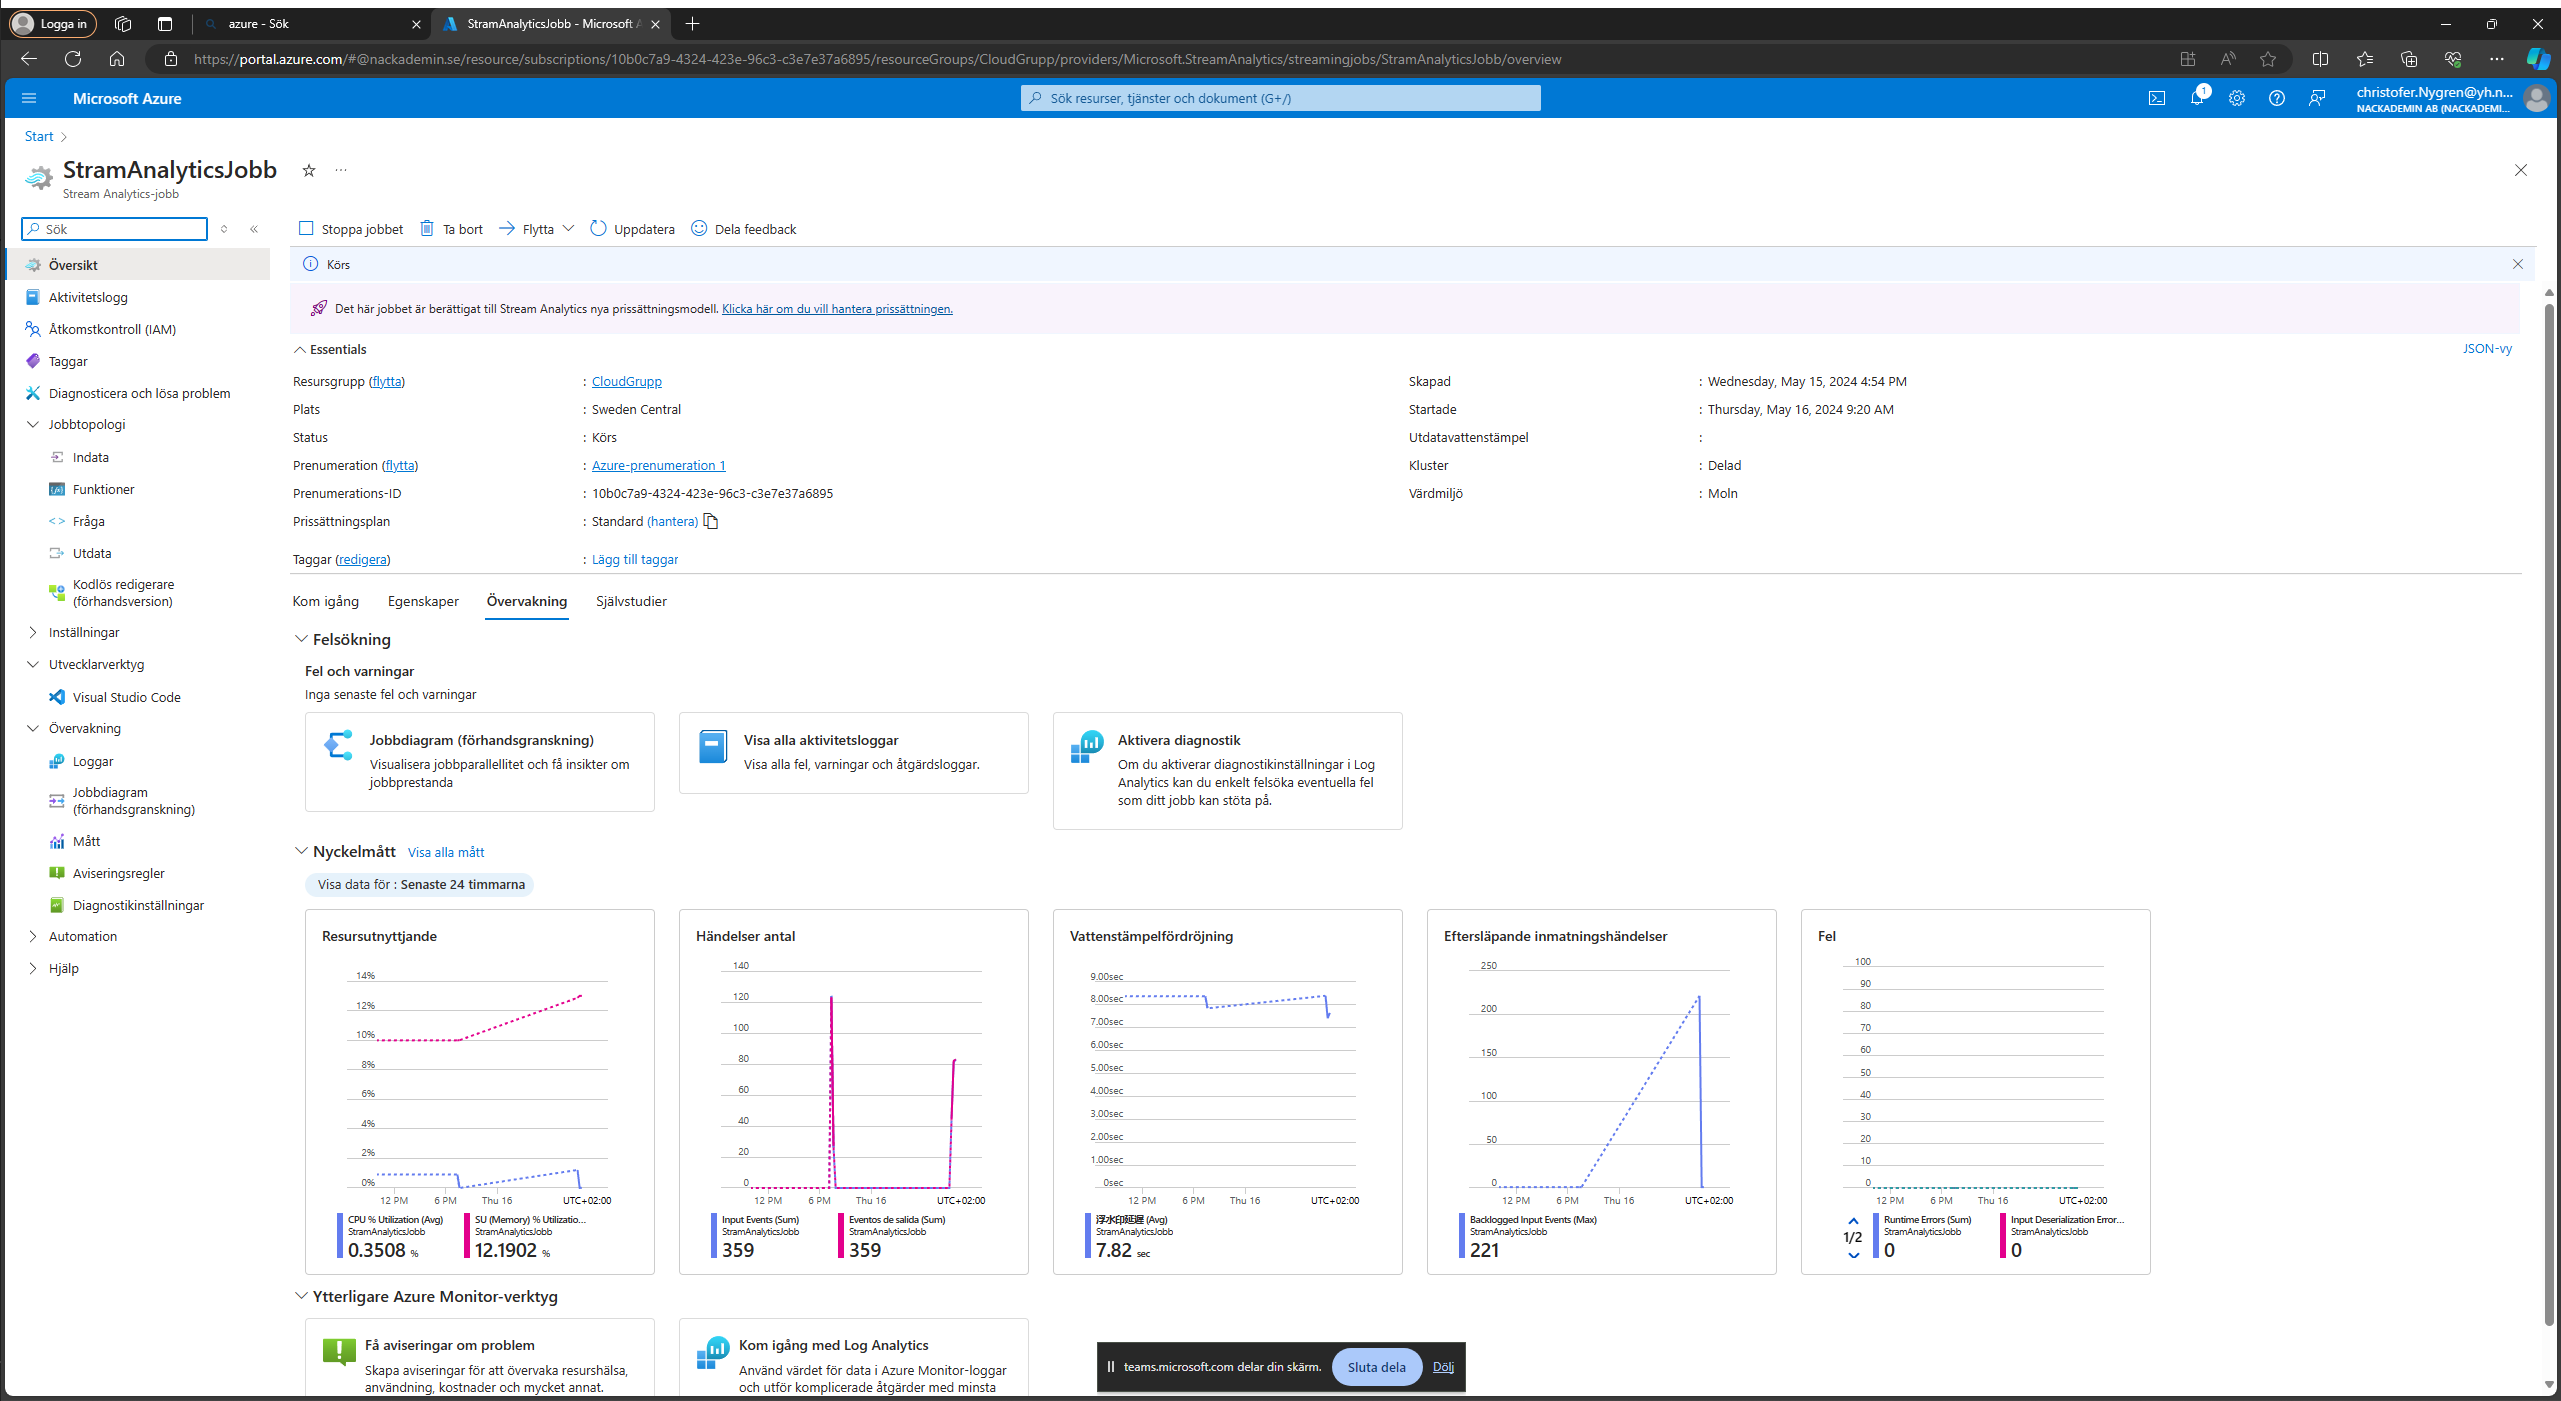 Logga in
azure - Sök
StramAnalyticsJobb - Microsoft A
https://portal.azure.com/#@nackademin.se/resource/subscriptions/10b0c7a9-4324-423e-96c3-c3e7e37a6895/resourceGroups/CloudGrupp/providers/Microsoft.StreamAnalytics/streamingjobs/StramAnalyticsJobb/overview
Microsoft Azure
Sök resurser, tjänster och dokument (G+/)
1
christofer.Nygren@yh.n...
NACKADEMIN AB (NACKADEMI...
Start
StramAnalyticsJobb
Stream Analytics-jobb
Sök
Översikt
Aktivitetslogg
Åtkomstkontroll (IAM)
Taggar
Diagnosticera och lösa problem
Jobbtopologi
Indata
Funktioner
Fråga
Utdata
Kodlös redigerare
(förhandsversion)
Inställningar
Utvecklarverktyg
Visual Studio Code
Övervakning
Loggar
Jobbdiagram
(förhandsgranskning)
Mått
Aviseringsregler
Diagnostikinställningar
Automation
Hjälp
Stoppa jobbet
Ta bort
Flytta
Uppdatera
Dela feedback
Körs
Det här jobbet är berättigat till Stream Analytics nya prissättningsmodell. Klicka här om du vill hantera prissättningen.
Essentials
JSON-vy
Resursgrupp (flytta) : CloudGrupp
Plats : Sweden Central
Status : Körs
Prenumeration (flytta) : Azure-prenumeration 1
Prenumerations-ID : 10b0c7a9-4324-423e-96c3-c3e7e37a6895
Prissättningsplan : Standard (hantera)
Taggar (redigera) : Lägg till taggar
Skapad : Wednesday, May 15, 2024 4:54 PM
Startade : Thursday, May 16, 2024 9:20 AM
Utdatavattenstämpel :
Kluster : Delad
Värdmiljö : Moln
Kom igång
Egenskaper
Övervakning
Självstudier
Felsökning
Fel och varningar
Inga senaste fel och varningar
Jobbdiagram (förhandsgranskning)
Visualisera jobbparallellitet och få insikter om
jobbprestanda
Visa alla aktivitetsloggar
Visa alla fel, varningar och åtgärdsloggar.
Aktivera diagnostik
Om du aktiverar diagnostikinställningar i Log
Analytics kan du enkelt felsöka eventuella fel
som ditt jobb kan stöta på.
Nyckelmått
Visa alla mått
Visa data för : Senaste 24 timmarna
Resursutnyttjande
14%
12%
10%
8%
6%
4%
2%
0%
12 PM
6 PM
Thu 16
UTC+02:00
CPU % Utilization (Avg)
StramAnalyticsJobb
0.3508 %
SU (Memory) % Utilizatio...
StramAnalyticsJobb
12.1902 %
Händelser antal
140
120
100
80
60
40
20
0
12 PM
6 PM
Thu 16
UTC+02:00
Input Events (Sum)
StramAnalyticsJobb
359
Eventos de salida (Sum)
StramAnalyticsJobb
359
Vattenstämpelfördröjning
9.00sec
8.00sec
7.00sec
6.00sec
5.00sec
4.00sec
3.00sec
2.00sec
1.00sec
0sec
12 PM
6 PM
Thu 16
UTC+02:00
浮水印延遲 (Avg)
StramAnalyticsJobb
7.82 sec
Eftersläpande inmatningshändelser
250
200
150
100
50
0
12 PM
6 PM
Thu 16
UTC+02:00
Backlogged Input Events (Max)
StramAnalyticsJobb
221
Fel
100
90
80
70
60
50
40
30
20
10
0
12 PM
6 PM
Thu 16
UTC+02:00
1/2
Runtime Errors (Sum)
StramAnalyticsJobb
0
Input Deserialization Error...
StramAnalyticsJobb
0
Ytterligare Azure Monitor-verktyg
Få aviseringar om problem
Skapa aviseringar för att övervaka resurshälsa,
användning, kostnader och mycket annat.
Kom igång med Log Analytics
Använd värdet för data i Azure Monitor-loggar
och utför komplicerade åtgärder med minsta
teams.microsoft.com delar din skärm.
Sluta dela
Dölj